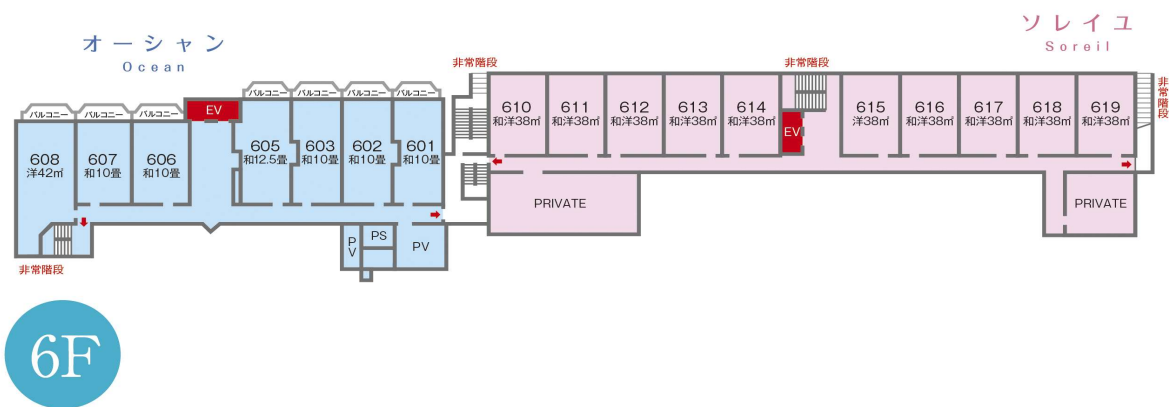 オーシャン
Ocean
ソレイユ
Soreil
非常階段
非常階段
非常階段
バルコニー
バルコニー
バルコニー
EV
バルコニー
バルコニー
バルコニー
バルコニー
608
洋42㎡
607
和10畳
606
和10畳
605
和12.5畳
603
和10畳
602
和10畳
601
和10畳
610
和洋38㎡
611
和洋38㎡
612
和洋38㎡
613
和洋38㎡
614
和洋38㎡
EV
615
洋38㎡
616
和洋38㎡
617
和洋38㎡
618
和洋38㎡
619
和洋38㎡
PRIVATE
PRIVATE
PV
PS
PV
非常階段
6F